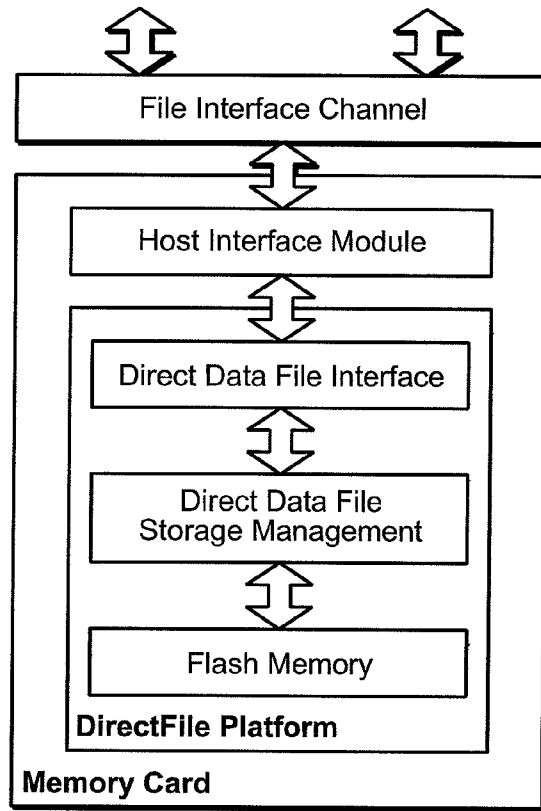 File Interface Channel
Host Interface Module
Direct Data File Interface
Direct Data File
Storage Management
Flash Memory
DirectFile Platform
Memory Card